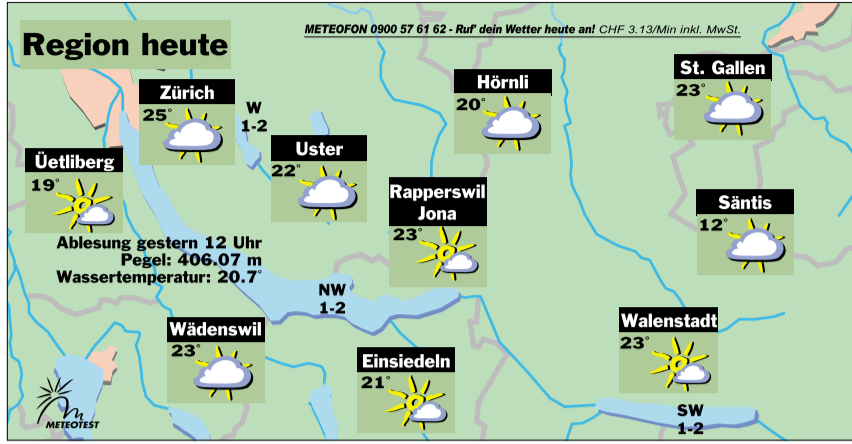 Region heute
METEOFON 0900 57 61 62 - Ruf' dein Wetter heute an! CHF 3.13/Min inkl. MwSt.
Zürich
25°
W
1-2
Hörnli
20°
St. Gallen
23°
Üetliberg
19°
Uster
22°
Rapperswil
Jona
23°
Säntis
12°
Ablesung gestern 12 Uhr
Pegel: 406.07 m
Wassertemperatur: 20.7°
NW
1-2
Wädenswil
23°
Einsiedeln
21°
Walenstadt
23°
SW
1-2
METEOTEST